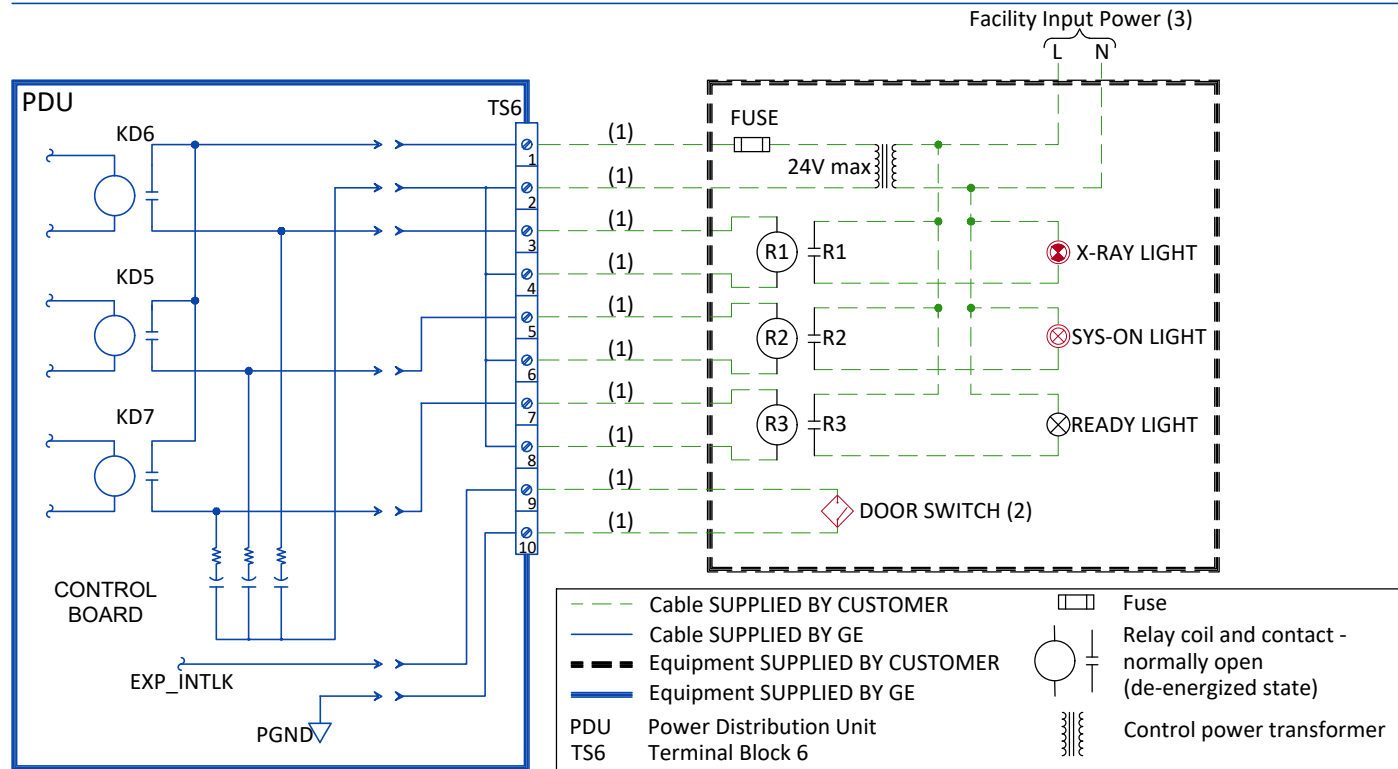 Facility Input Power (3)
L N
PDU
TS6
KD6
FUSE
(1)
1
24V max
(1)
2
(1)
3
R1
R1
X-RAY LIGHT
(1)
4
KD5
(1)
5
R2
R2
SYS-ON LIGHT
(1)
6
(1)
7
KD7
R3
R3
READY LIGHT
(1)
8
(1)
9
DOOR SWITCH (2)
(1)
10
CONTROL
BOARD
EXP_INTLK
PGND
Cable SUPPLIED BY CUSTOMER
Cable SUPPLIED BY GE
Equipment SUPPLIED BY CUSTOMER
Equipment SUPPLIED BY GE
PDU Power Distribution Unit
TS6 Terminal Block 6
Fuse
Relay coil and contact -
normally open
(de-energized state)
Control power transformer